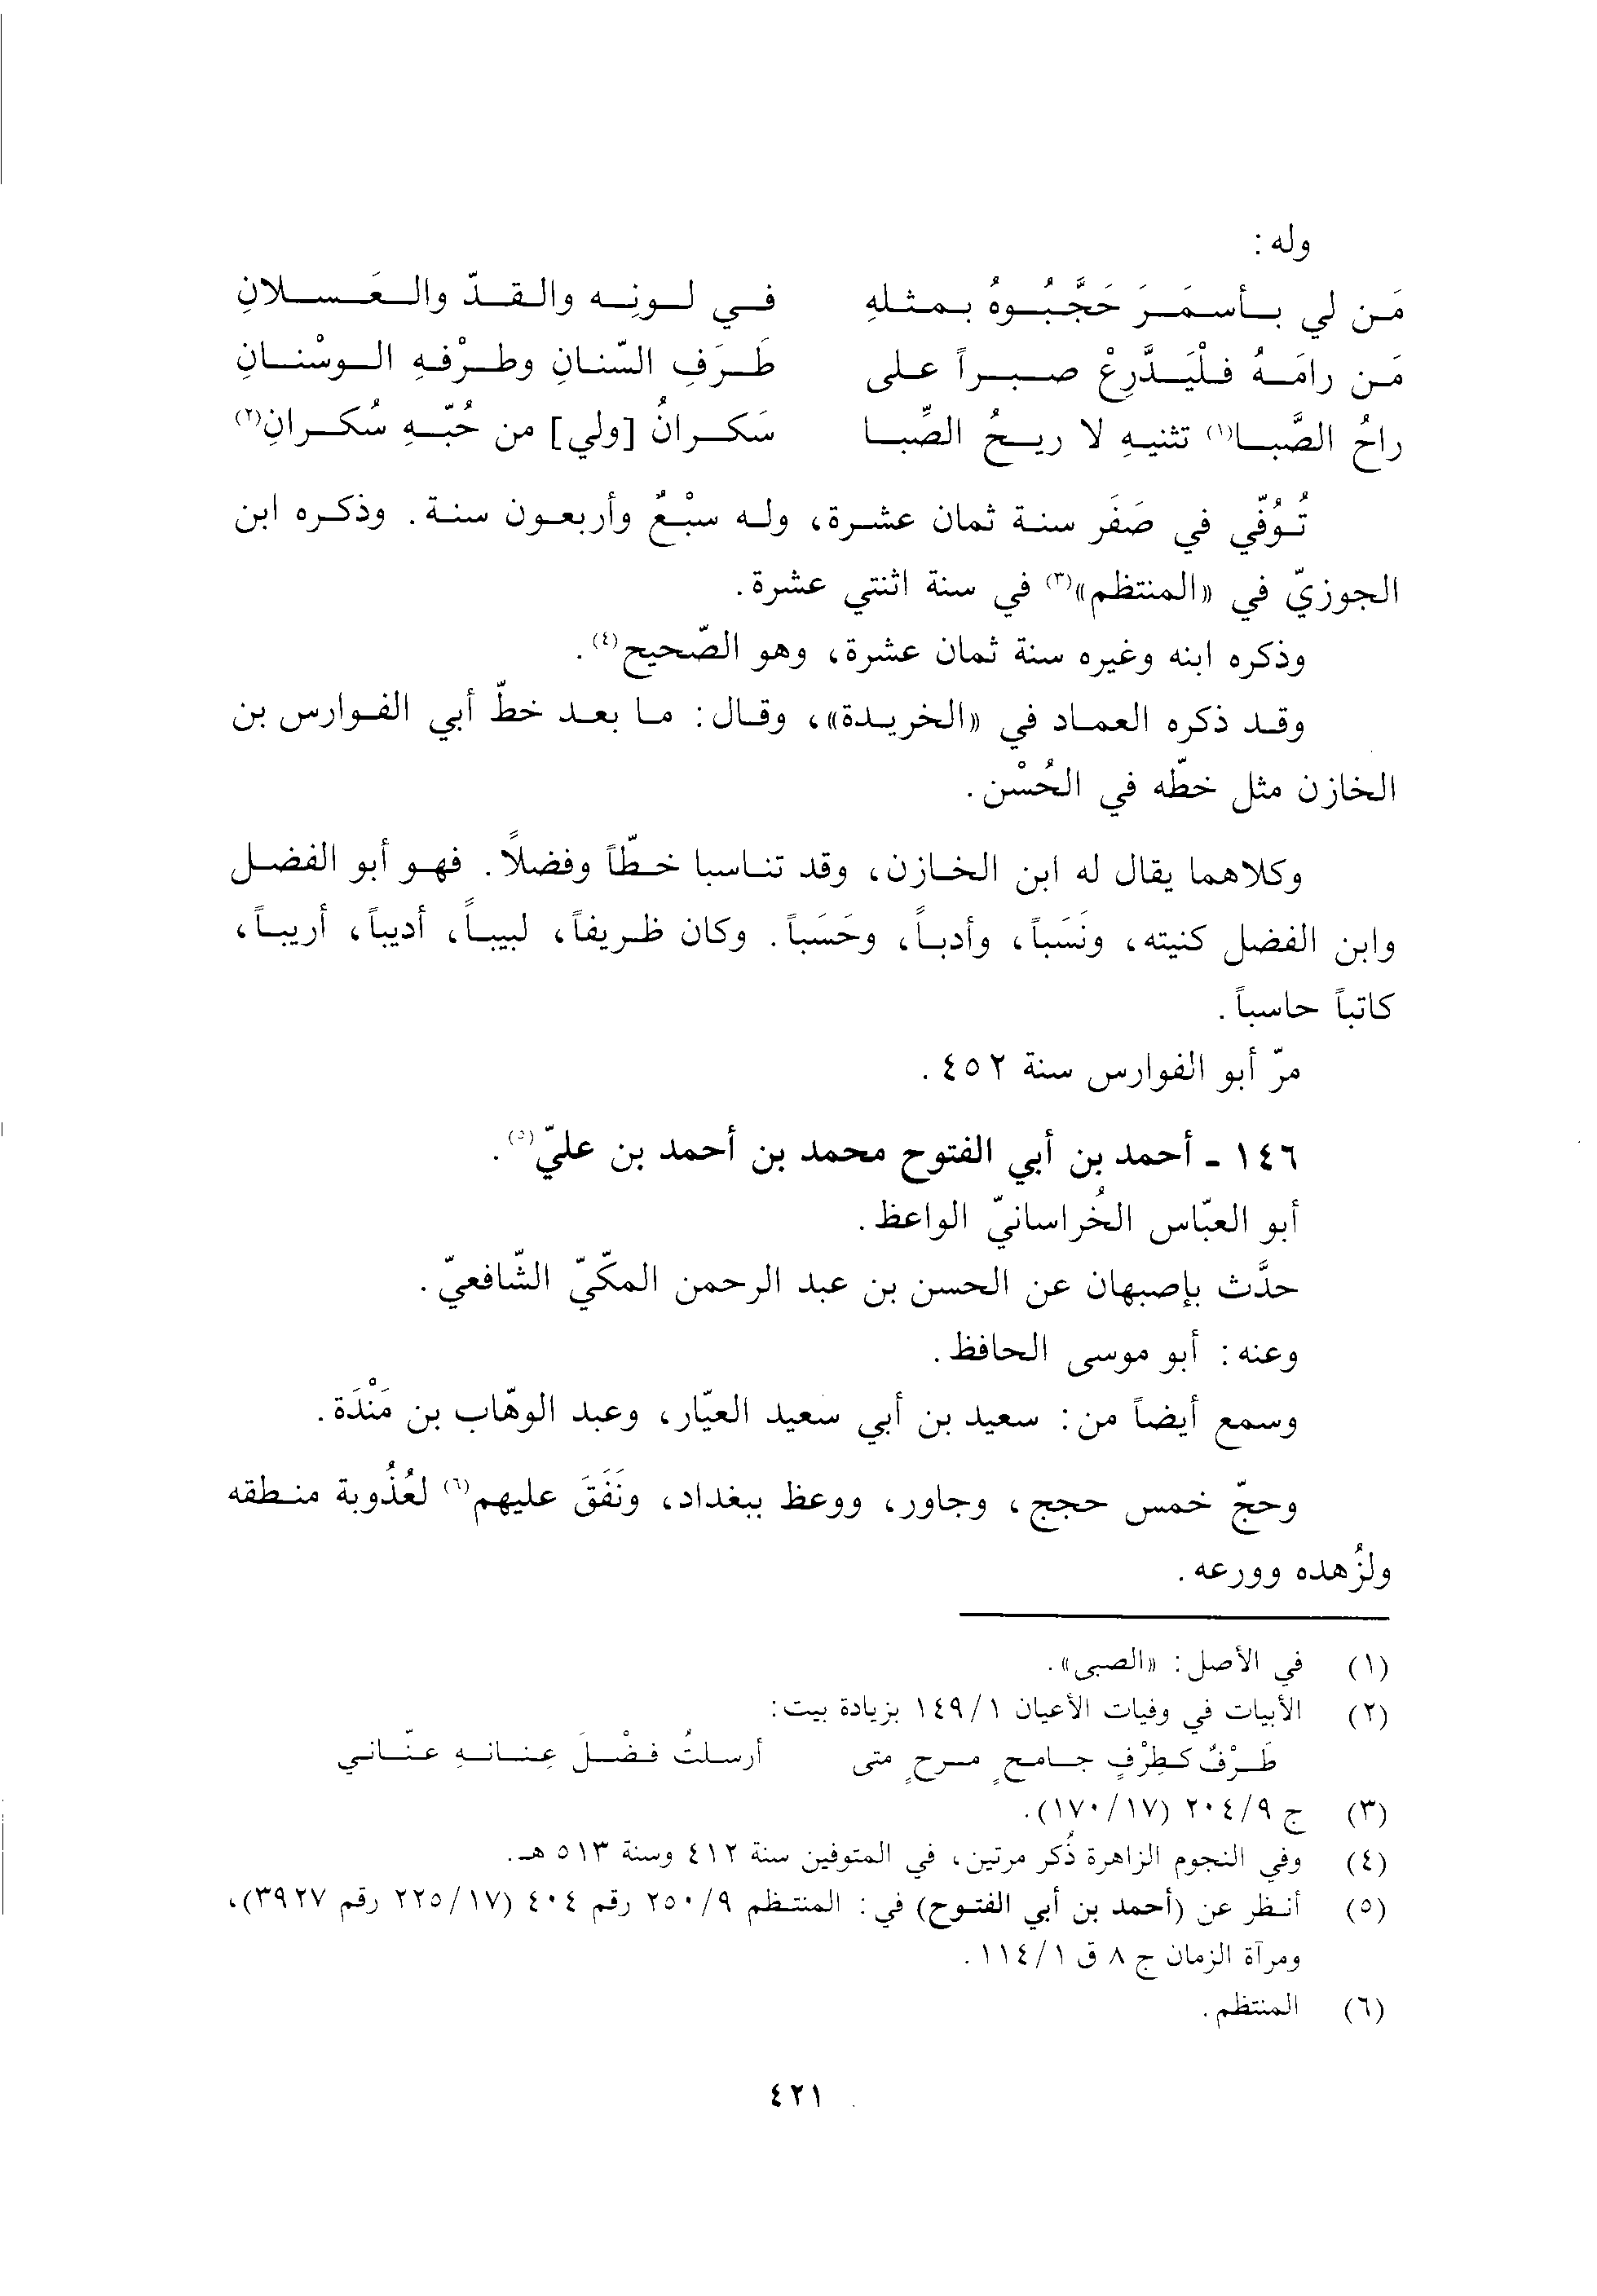 وله :
مَن لي بأسمَرَ حَجَّبُوهُ بمثلهِ في لونِه والقدّ والعَسلانِ
مَن رامَهُ فلْيَدَّرِعْ صبراً على طَرَفِ السّنانِ وطرْفهِ الوسْنانِ
راحُ الصَّبا(١) تثنيهِ لا ريحُ الصِّبا سَكرانُ [ولي] من حُبّهِ سُكرانِ(٢)
تُوُفّي في صَفَر سنة ثمان عشرة، وله سبْعٌ وأربعون سنة. وذكره ابن
الجوزيّ في «المنتظم»(٣) في سنة اثنتي عشرة.
وذكره ابنه وغيره سنة ثمان عشرة، وهو الصّحيح(٤).
وقد ذكره العماد في «الخريدة»، وقال: ما بعد خطّ أبي الفوارس بن
الخازن مثل خطّه في الحُسْن.
وكلاهما يقال له ابن الخازن، وقد تناسبا خطّاً وفضلاً. فهو أبو الفضل
وابن الفضل كنيته، ونَسَباً، وأدباً، وحَسَباً. وكان ظريفاً، لبيباً، أديباً، أريباً،
كاتباً حاسباً.
مرّ أبو الفوارس سنة ٤٥٢.
١٤٦ - أحمد بن أبي الفتوح محمد بن أحمد بن عليّ(٥).
أبو العبّاس الخُراسانيّ الواعظ.
حدَّث بإصبهان عن الحسن بن عبد الرحمن المكّيّ الشّافعيّ.
وعنه: أبو موسى الحافظ.
وسمع أيضاً من: سعيد بن أبي سعيد العيّار، وعبد الوهّاب بن مَنْدَة.
وحجّ خمس حجج، وجاور، ووعظ ببغداد، ونَفَقَ عليهم(٦) لعُذُوبة منطقه
ولزُهده وورعه.
(١) في الأصل: «الصبى».
(٢) الأبيات في وفيات الأعيان ١/١٤٩ بزيادة بيت:
طَرْفٌ كطِرْفٍ جامحٍ مرحٍ متى أرسلتُ فضْلَ عِنانهِ عنّاني
(٣) ج ٩/٢٠٤ (١٧/١٧٠).
(٤) وفي النجوم الزاهرة ذُكر مرتين، في المتوفين سنة ٤١٢ وسنة ٥١٣ هـ.
(٥) أنظر عن (أحمد بن أبي الفتوح) في: المنتظم ٩/٢٥٠ رقم ٤٠٤ (١٧/٢٢٥ رقم ٣٩٢٧)،
ومرآة الزمان ج ٨ ق ١/١١٤.
(٦) المنتظم.
٤٢١